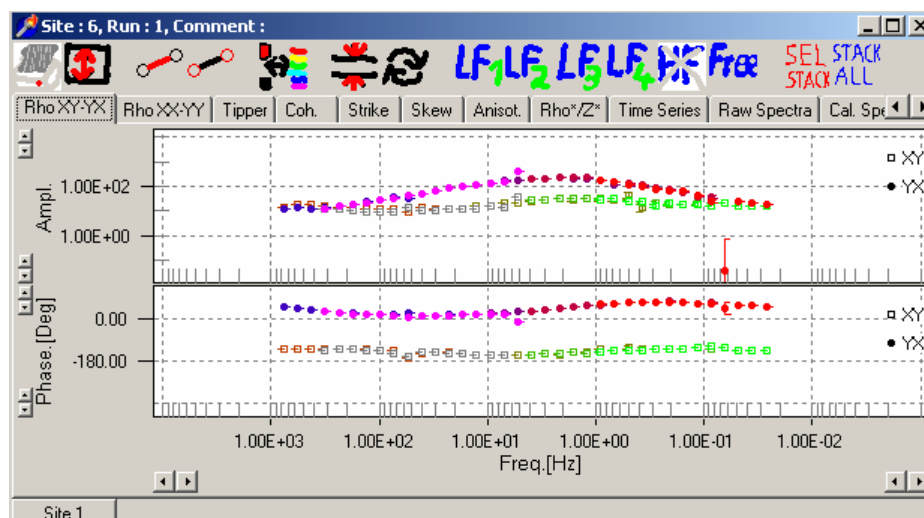 Site : 6, Run : 1, Comment :
LF1 LF2 LF3 LF4 HF Free SEL STACK STACK ALL
Rho XY-YX Rho XX-YY Tipper Coh. Strike Skew Anisot. Rho*/Z* Time Series Raw Spectra Cal. Spe
XY
1.00E+02
YX
Ampl.
1.00E+00
0.00
XY
YX
-180.00
Phase.[Deg]
1.00E+03 1.00E+02 1.00E+01 1.00E+00 1.00E-01 1.00E-02
Freq.[Hz]
Site 1